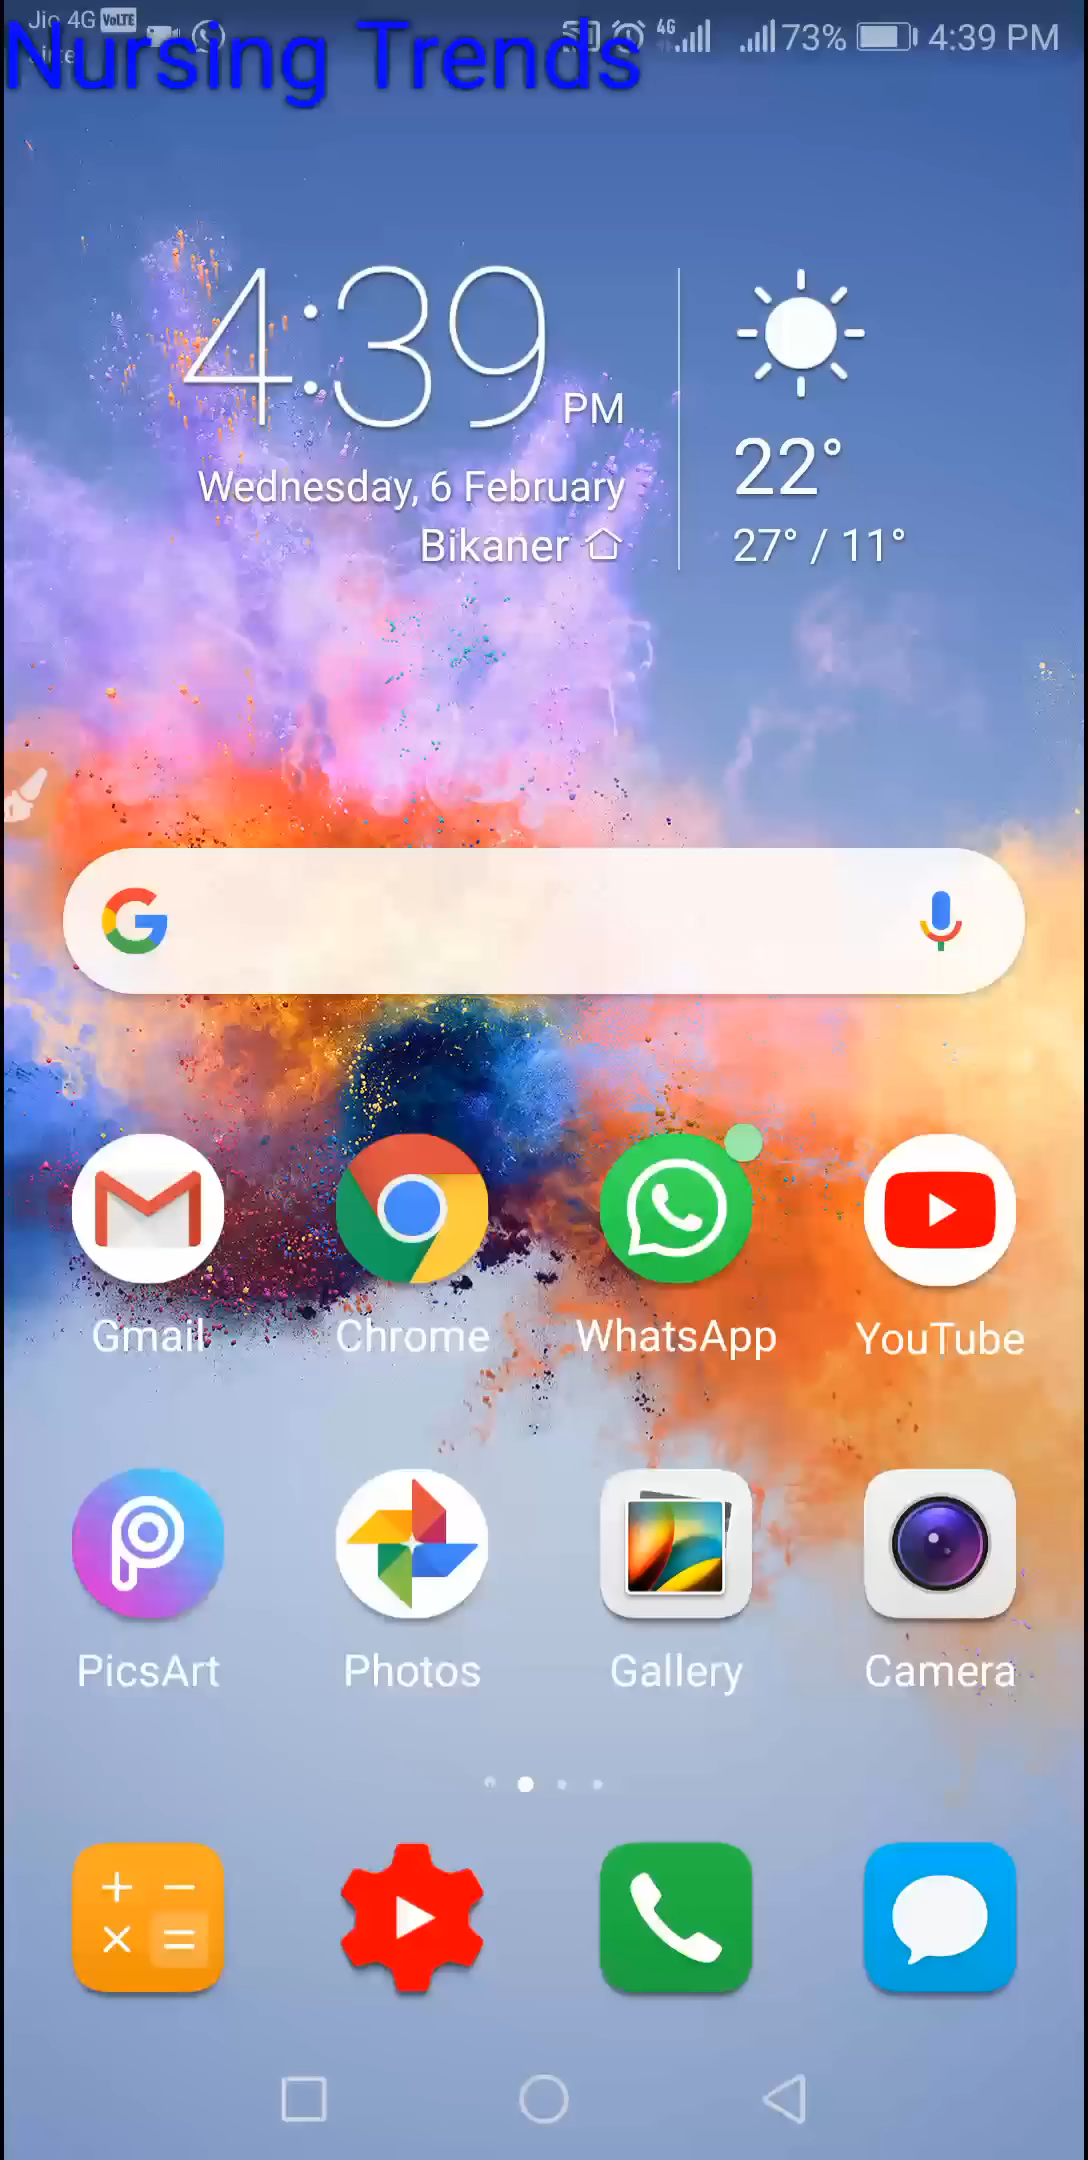 Jio 4G VoLTE
Nursing Trends
4G 73% 4:39 PM
4:39 PM
Wednesday, 6 February
Bikaner
22°
27° / 11°
Gmail
Chrome
WhatsApp
YouTube
PicsArt
Photos
Gallery
Camera